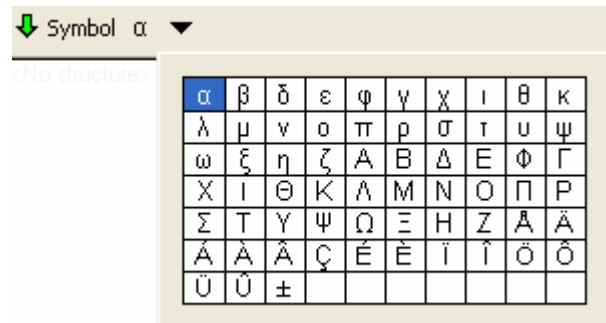 Symbol α
<No structure>
α β δ ε φ γ χ ι θ κ
λ μ ν ο π ρ σ τ υ ψ
ω ξ η ζ Α Β Δ Ε Φ Γ
Χ Ι Θ Κ Λ Μ Ν Ο Π Ρ
Σ Τ Υ Ψ Ω Ξ Η Ζ Å Ä
Á À Â Ç É È Ï Î Ö Ô
Ü Û ±